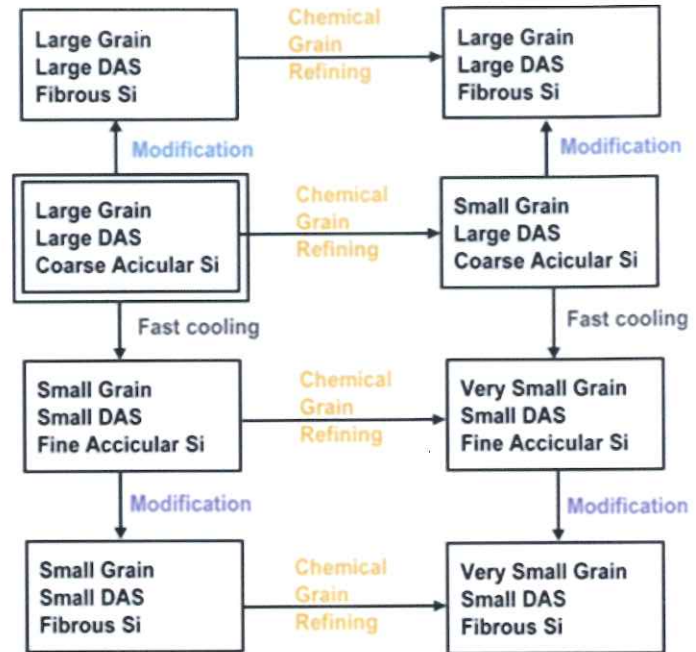 Large Grain
Large DAS
Fibrous Si
Chemical
Grain
Refining
Large Grain
Large DAS
Fibrous Si
Modification
Modification
Large Grain
Large DAS
Coarse Acicular Si
Chemical
Grain
Refining
Small Grain
Large DAS
Coarse Acicular Si
Fast cooling
Fast cooling
Small Grain
Small DAS
Fine Accicular Si
Chemical
Grain
Refining
Very Small Grain
Small DAS
Fine Accicular Si
Modification
Modification
Small Grain
Small DAS
Fibrous Si
Chemical
Grain
Refining
Very Small Grain
Small DAS
Fibrous Si